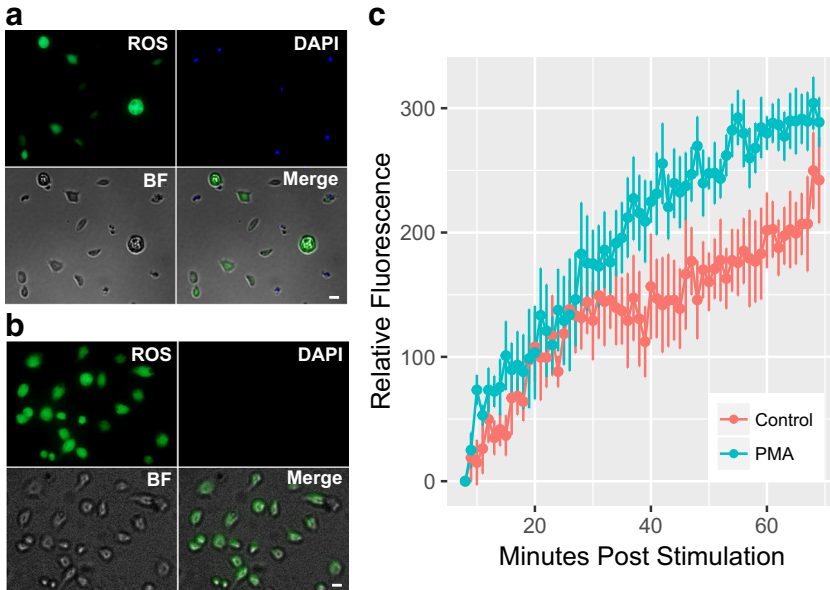 a
ROS
DAPI
BF
Merge
b
ROS
DAPI
BF
Merge
c
Relative Fluorescence
300
200
100
0
20
40
60
Minutes Post Stimulation
Control
PMA